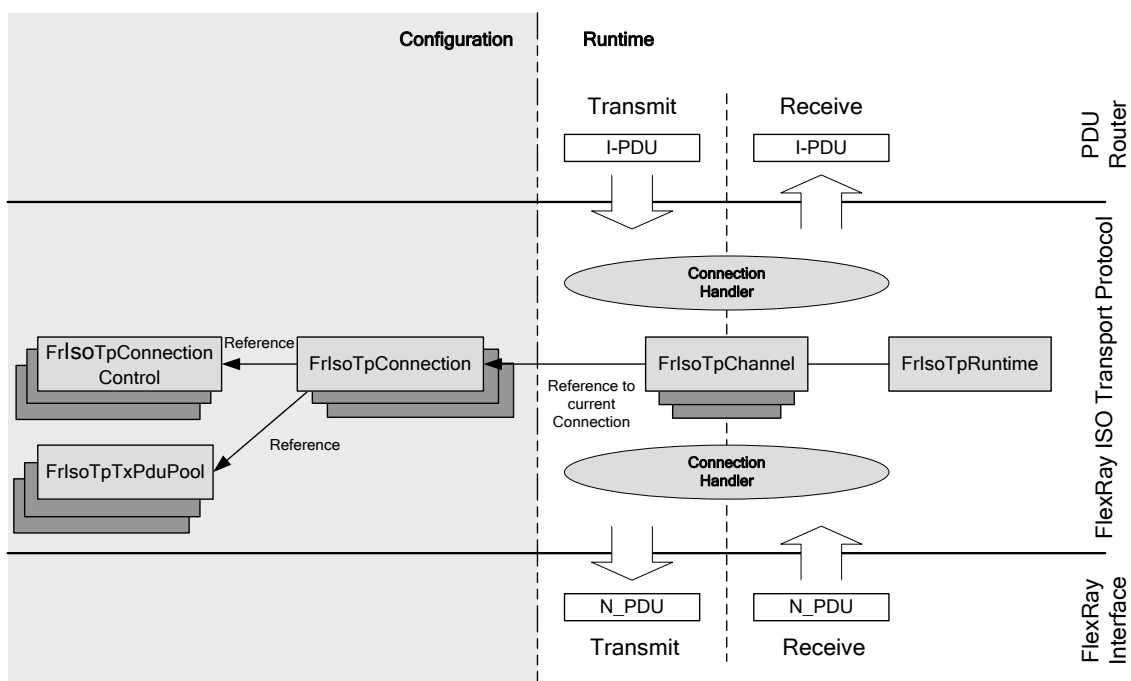 Configuration
Runtime
Transmit
Receive
I-PDU
I-PDU
PDU
Router
Connection
Handler
FrIsoTpConnection
Control
Reference
FrIsoTpConnection
Reference to
current
Connection
FrIsoTpChannel
FrIsoTpRuntime
Reference
FrIsoTpTxPduPool
Connection
Handler
FlexRay ISO Transport Protocol
N_PDU
N_PDU
Transmit
Receive
FlexRay
Interface